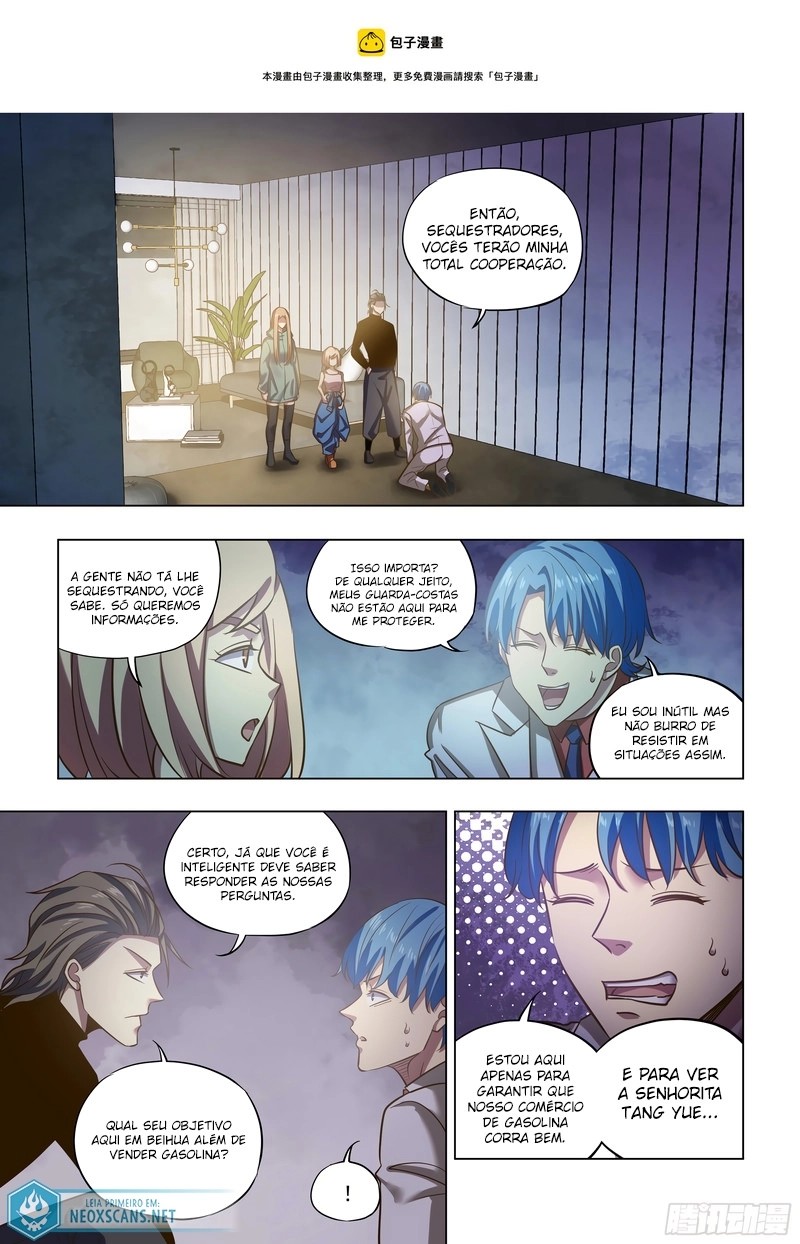 包子漫畫
本漫畫由包子漫畫收集整理，更多免費漫画請搜索「包子漫畫」
ENTÃO,
SEQUESTRADORES,
VOCÊS TERÃO MINHA
TOTAL COOPERAÇÃO.
A GENTE NÃO TÁ LHE
SEQUESTRANDO, VOCÊ
SABE. SÓ QUEREMOS
INFORMAÇÕES.
ISSO IMPORTA?
DE QUALQUER JEITO,
MEUS GUARDA-COSTAS
NÃO ESTÃO AQUI PARA
ME PROTEGER.
EU SOU INÚTIL MAS
NÃO BURRO DE
RESISTIR EM
SITUAÇÕES ASSIM.
CERTO, JÁ QUE VOCÊ É
INTELIGENTE DEVE SABER
RESPONDER AS NOSSAS
PERGUNTAS.
QUAL SEU OBJETIVO
AQUI EM BEIHUA ALÉM DE
VENDER GASOLINA?
!
ESTOU AQUI
APENAS PARA
GARANTIR QUE
NOSSO COMÉRCIO
DE GASOLINA
CORRA BEM.
E PARA VER
A SENHORITA
TANG YUE...
LEIA PRIMEIRO EM:
NEOXSCANS.NET
腾讯动漫